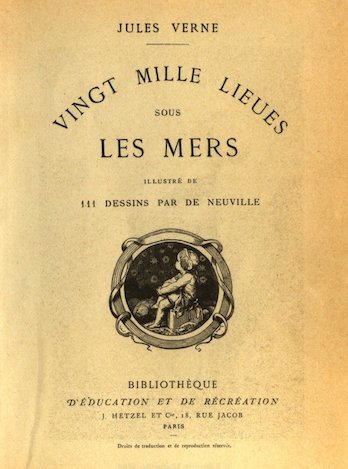 JULES VERNE
VINGT MILLE LIEUES
SOUS
LES MERS
ILLUSTRÉ DE
111 DESSINS PAR DE NEUVILLE
BIBLIOTHÈQUE
D'ÉDUCATION ET DE RÉCRÉATION
J. HETZEL ET Cie, 18, RUE JACOB
PARIS
Droits de traduction et de reproduction réservés.